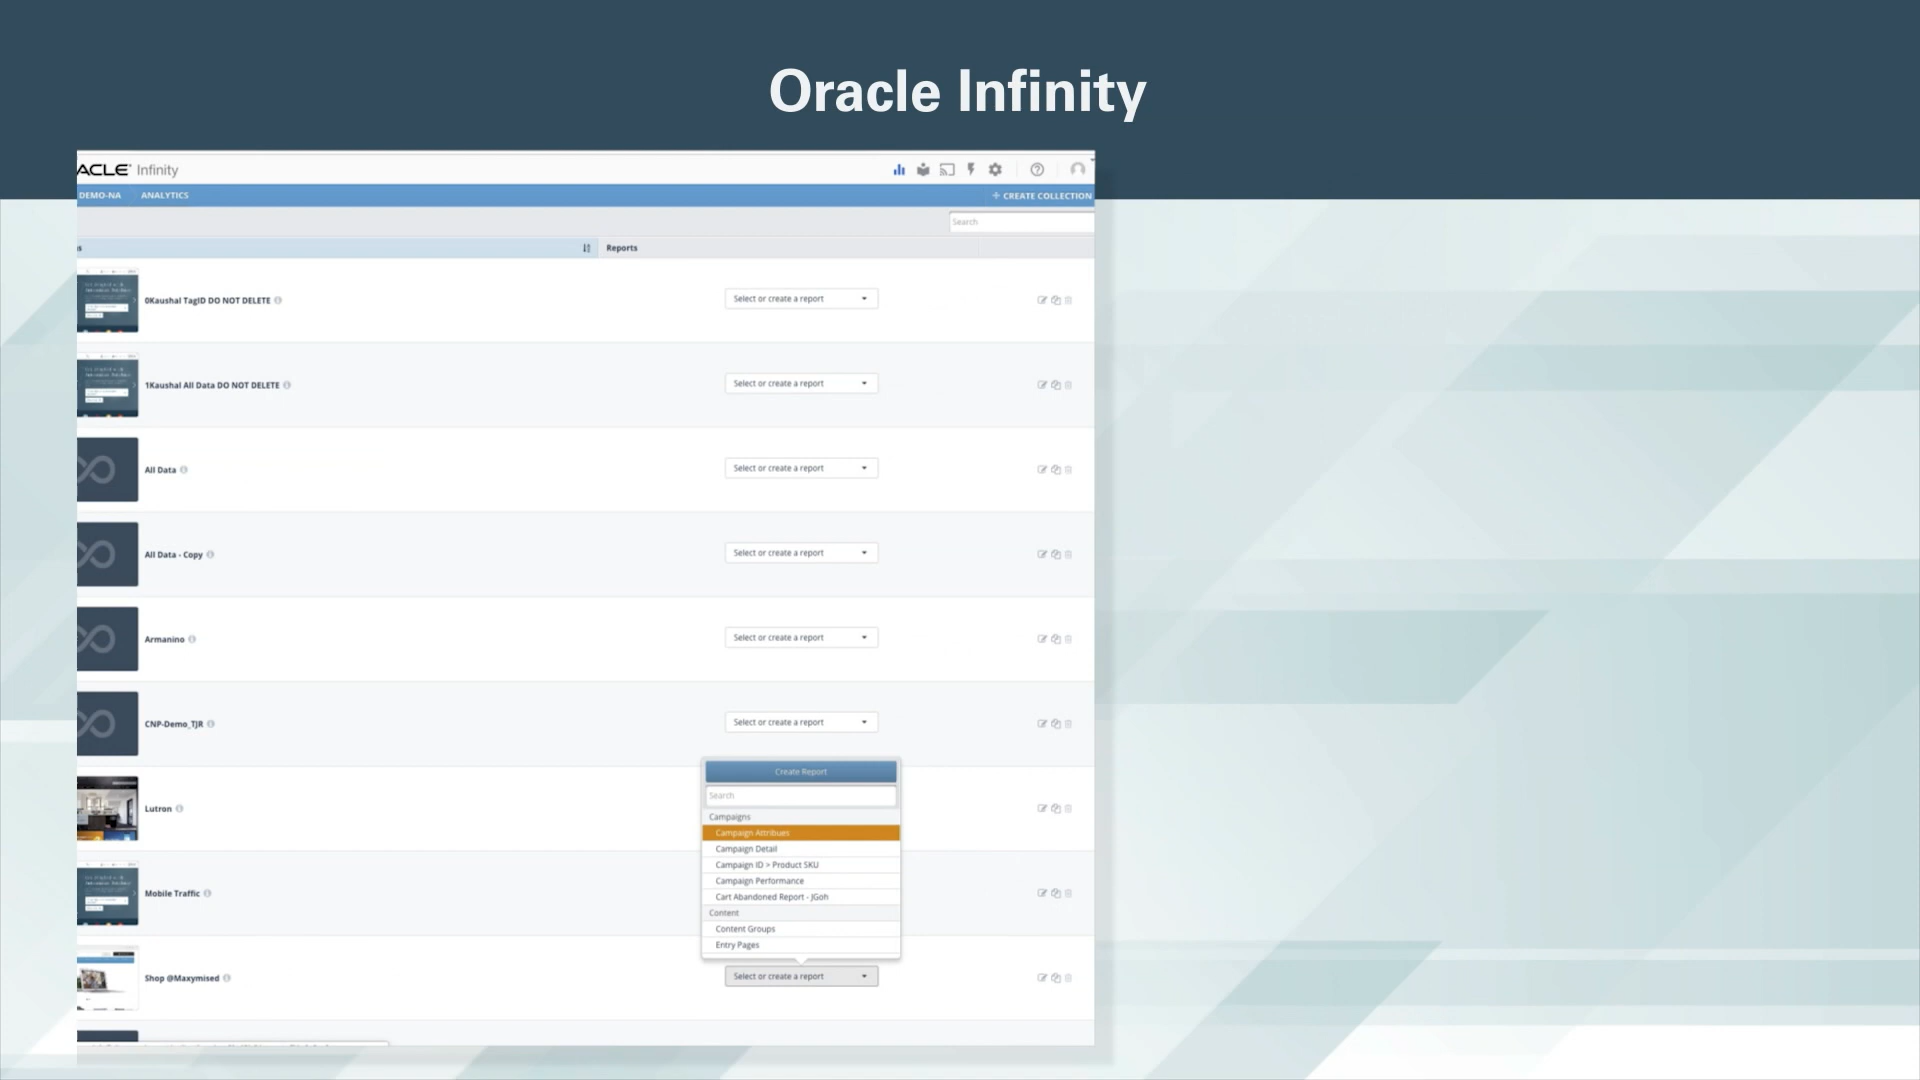 Oracle Infinity
ACLE Infinity
DEMO-NA ANALYTICS + CREATE COLLECTION
Search
s Reports
0Kaushal TagID DO NOT DELETE Select or create a report
1Kaushal All Data DO NOT DELETE Select or create a report
All Data Select or create a report
All Data - Copy Select or create a report
Armanino Select or create a report
CNP-Demo_TJR Select or create a report
Create Report
Search
Lutron
Campaigns
Campaign Attribues
Campaign Detail
Campaign ID > Product SKU
Campaign Performance
Mobile Traffic
Cart Abandoned Report - JGoh
Content
Content Groups
Entry Pages
Shop @Maxymised Select or create a report